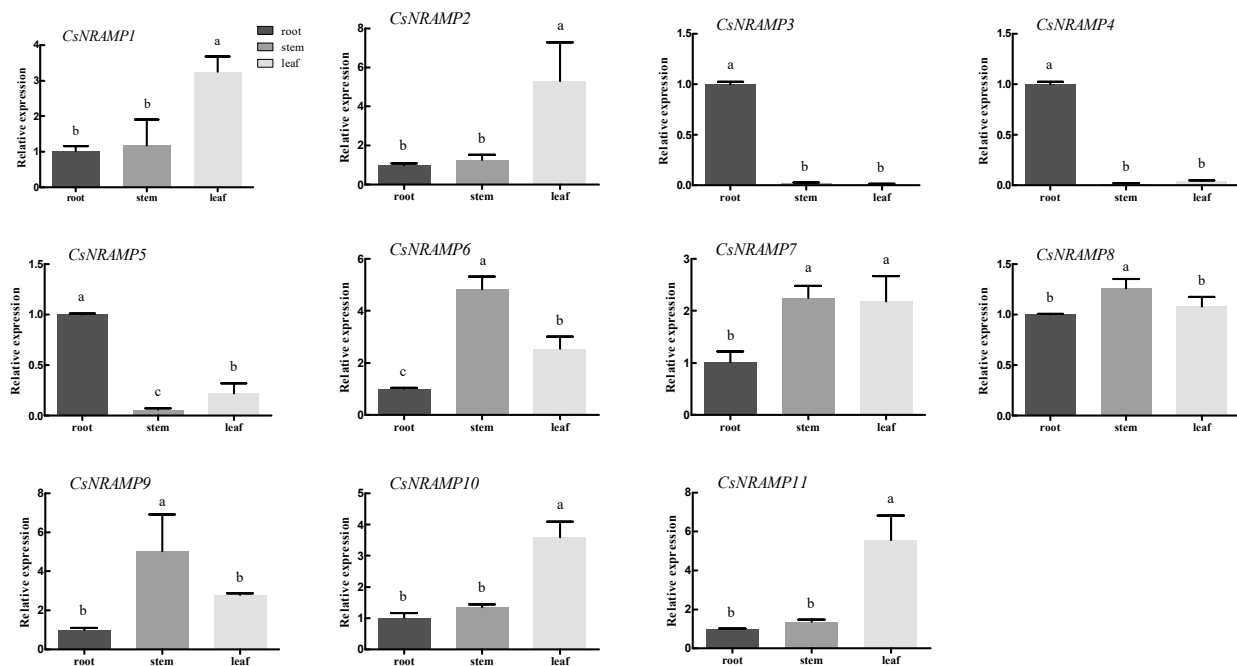 CsNRAMP1
root
stem
leaf
Relative expression
4
3
2
1
0
b
b
a
root
stem
leaf
CsNRAMP2
Relative expression
8
6
4
2
0
b
b
a
root
stem
leaf
CsNRAMP3
Relative expression
1.5
1.0
0.5
0.0
a
b
b
root
stem
leaf
CsNRAMP4
Relative expression
1.5
1.0
0.5
0.0
a
b
b
root
stem
leaf
CsNRAMP5
Relative expression
1.5
1.0
0.5
0.0
a
c
b
root
stem
leaf
CsNRAMP6
Relative expression
6
4
2
0
c
a
b
root
stem
leaf
CsNRAMP7
Relative expression
3
2
1
0
b
a
a
root
stem
leaf
CsNRAMP8
Relative expression
1.5
1.0
0.5
0.0
b
a
b
root
stem
leaf
CsNRAMP9
Relative expression
8
6
4
2
0
b
a
b
root
stem
leaf
CsNRAMP10
Relative expression
5
4
3
2
1
0
b
b
a
root
stem
leaf
CsNRAMP11
Relative expression
8
6
4
2
0
b
b
a
root
stem
leaf